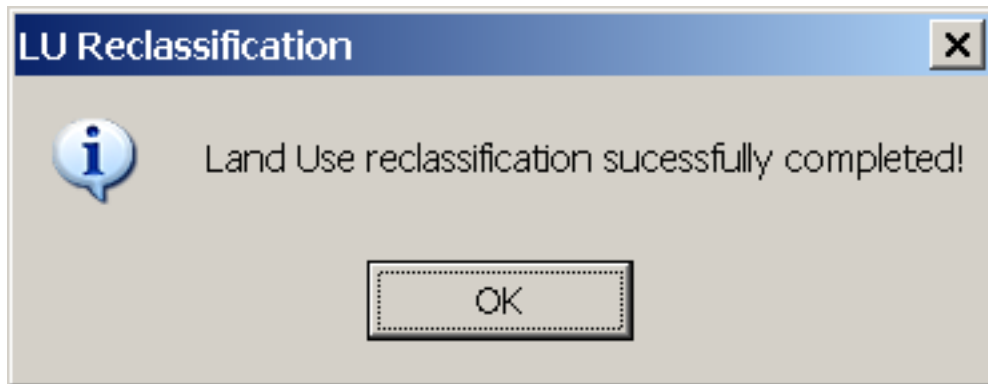 LU Reclassification
Land Use reclassification sucessfully completed!
OK